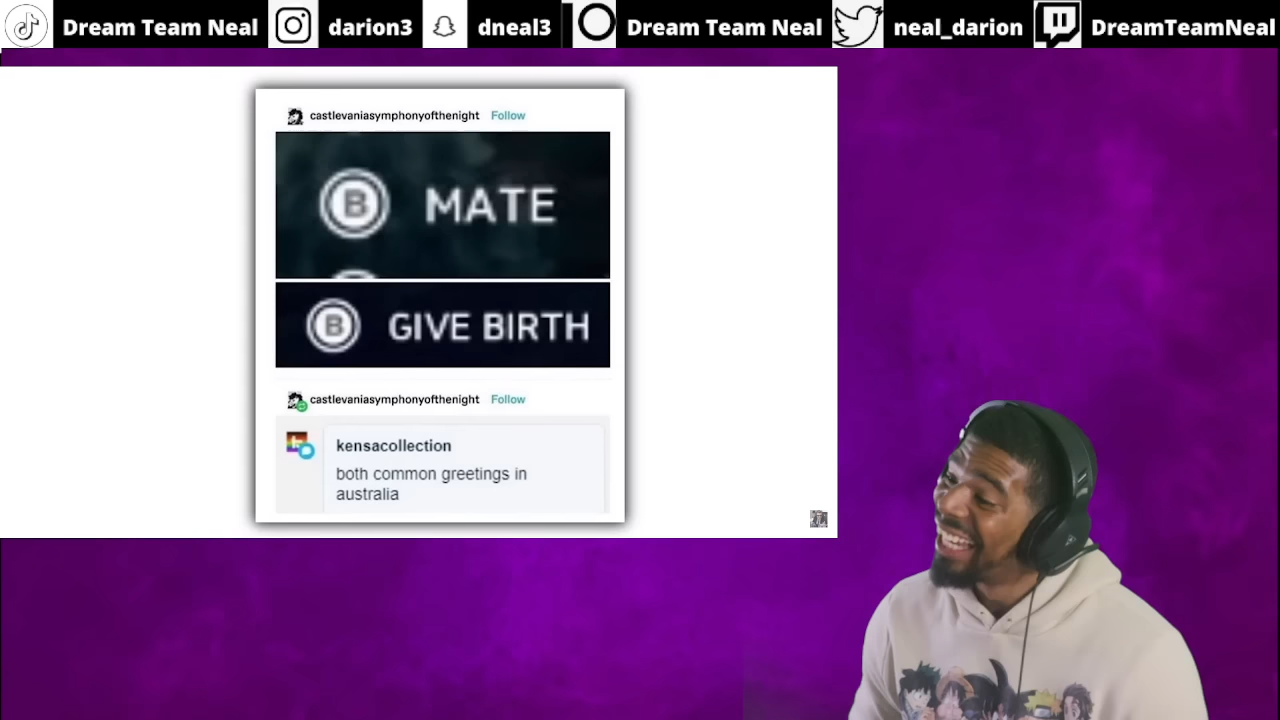 Dream Team Neal darion3 dneal3 Dream Team Neal neal_darion DreamTeamNeal
castlevaniasymphonyofthenight Follow
B MATE
B GIVE BIRTH
castlevaniasymphonyofthenight Follow
kensacollection
both common greetings in
australia